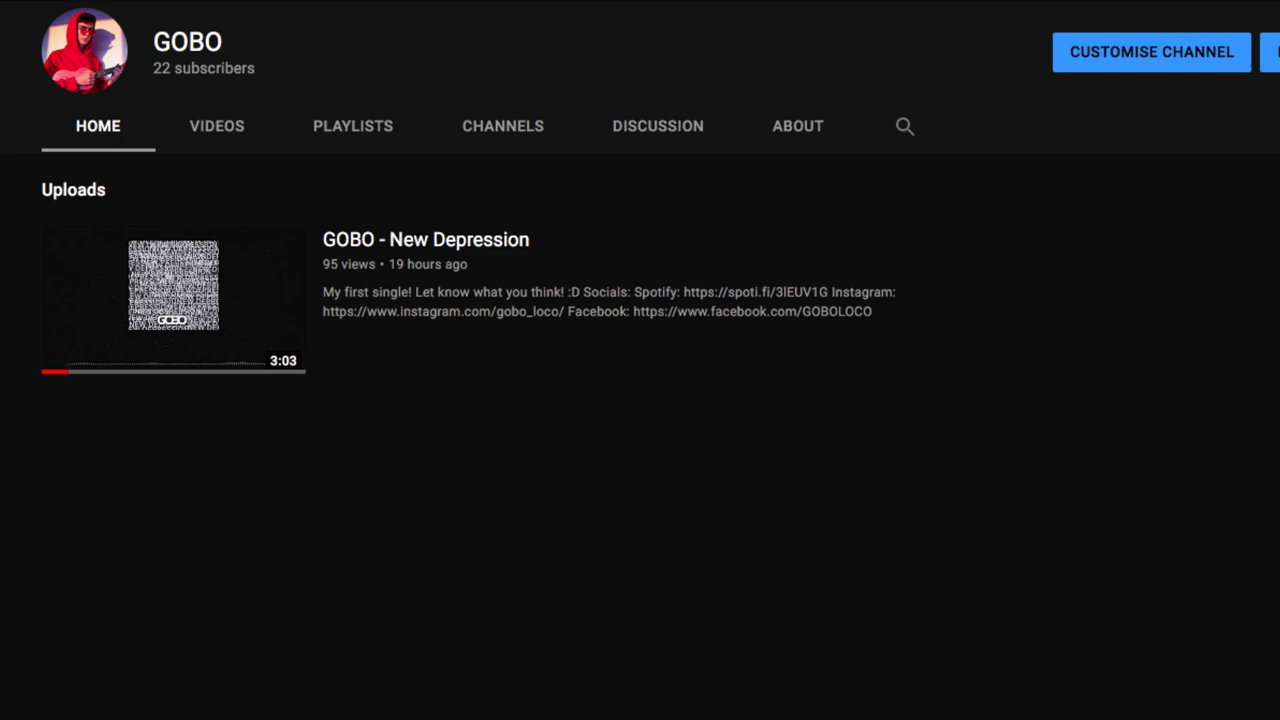 GOBO
22 subscribers
CUSTOMISE CHANNEL
HOME VIDEOS PLAYLISTS CHANNELS DISCUSSION ABOUT
Uploads
GOBO - New Depression
95 views • 19 hours ago
My first single! Let know what you think! :D Socials: Spotify: https://spoti.fi/3lEUV1G Instagram:
https://www.instagram.com/gobo_loco/ Facebook: https://www.facebook.com/GOBOLOCO
GOBO
3:03